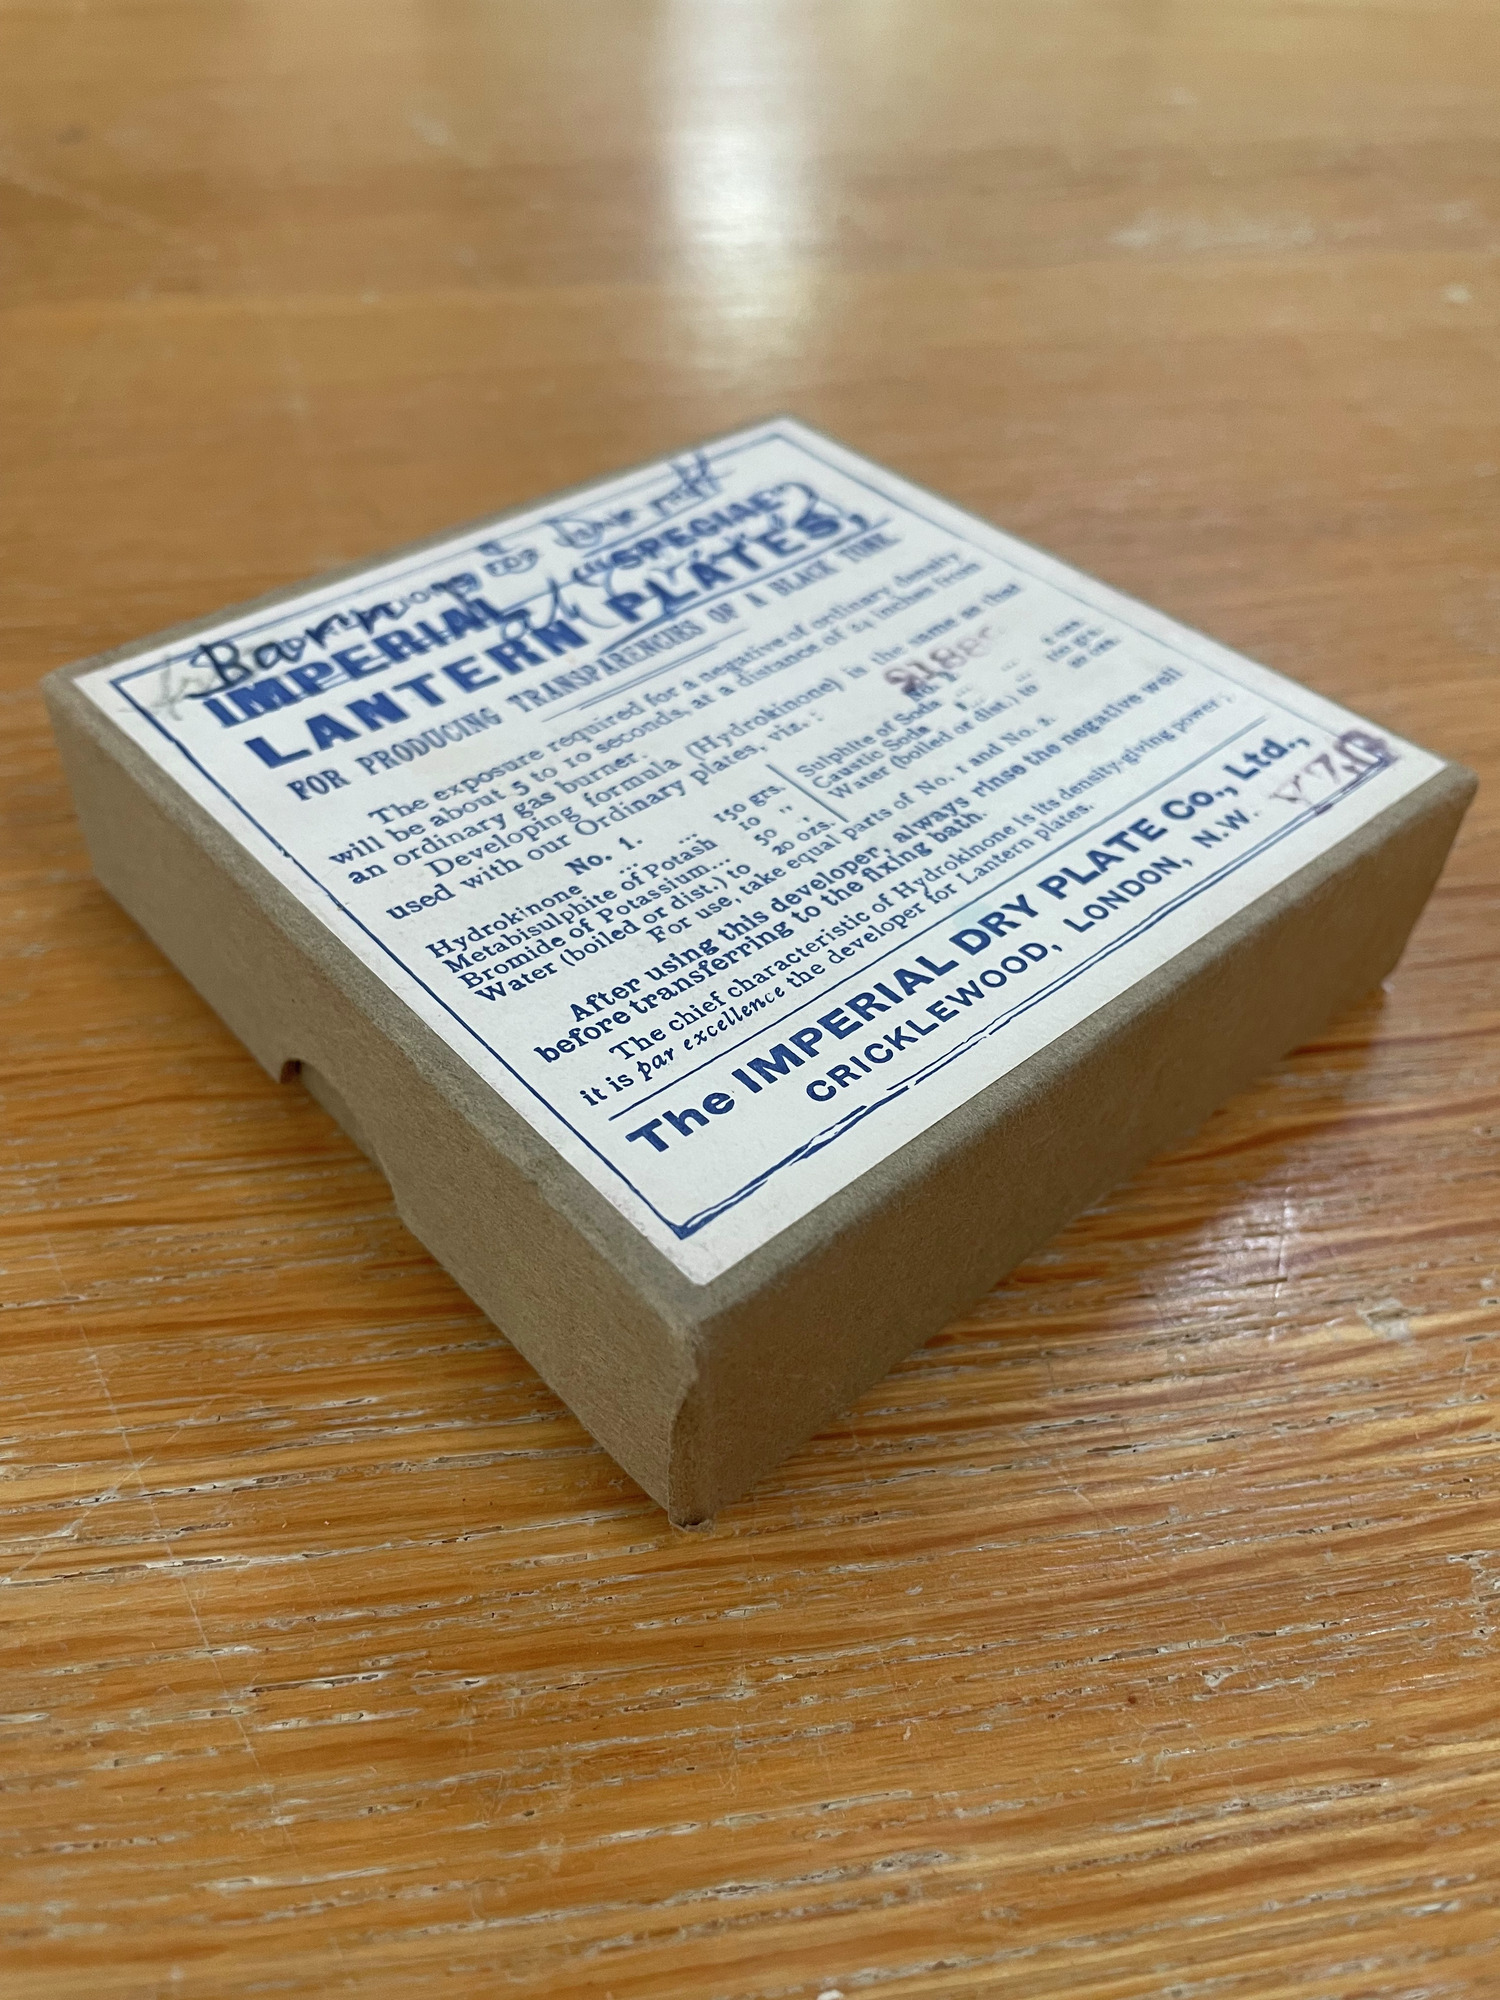 IMPERIAL "SPECIAL"
LANTERN PLATES,
FOR PRODUCING TRANSPARENCIES OF A BLACK TONE
The exposure required for a negative of ordinary density
will be about 5 to 10 seconds, at a distance of 24 inches from
an ordinary gas burner.
Developing formula (Hydrokinone) is the same as that
used with our Ordinary plates, viz.:
No. 1.
Hydrokinone ... ... 150 grs.
Metabisulphite of Potash 10 "
Bromide of Potassium... 50 "
Water (boiled or dist.) to 20 ozs.
Sulphite of Soda
Caustic Soda
Water (boiled or dist.) to
For use, take equal parts of No. 1 and No. 2.
After using this developer, always rinse the negative well
before transferring to the fixing bath.
The chief characteristic of Hydrokinone is its density-giving power;
it is par excellence the developer for Lantern plates.
The IMPERIAL DRY PLATE Co., Ltd.,
CRICKLEWOOD, LONDON, N.W.